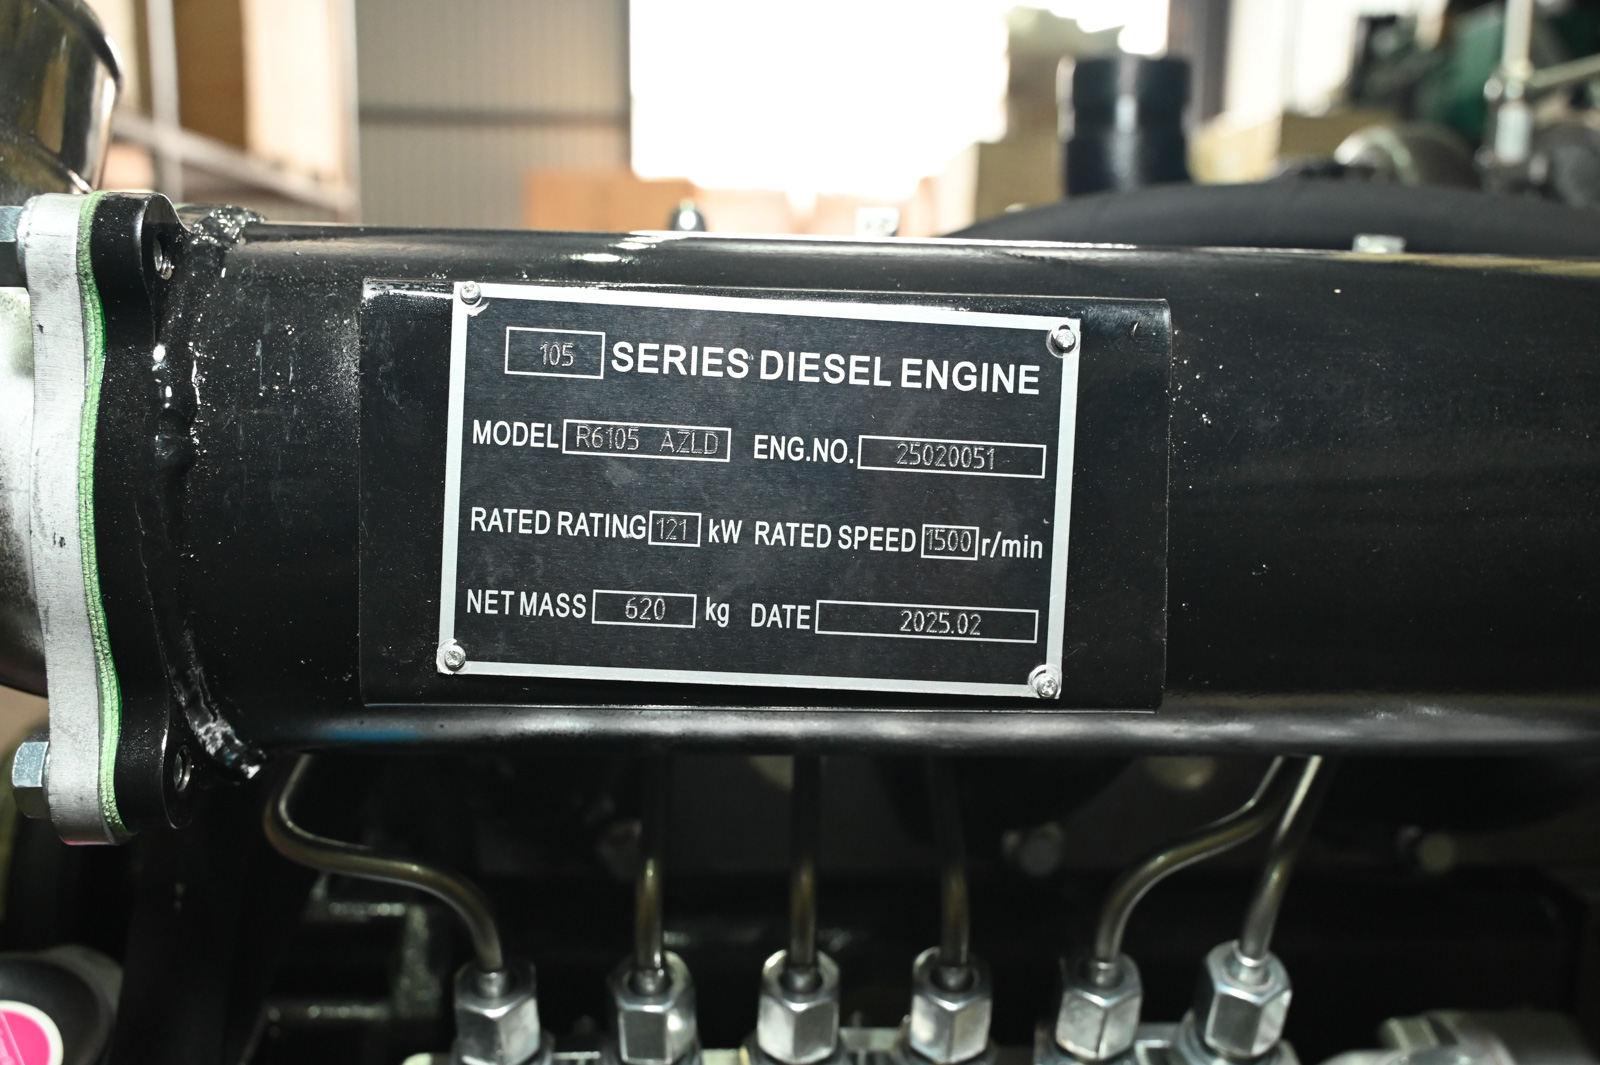 105 SERIES DIESEL ENGINE
MODEL R6105 AZLD ENG.NO. 25020051
RATED RATING 121 kW RATED SPEED 1500 r/min
NET MASS 620 kg DATE 2025.02